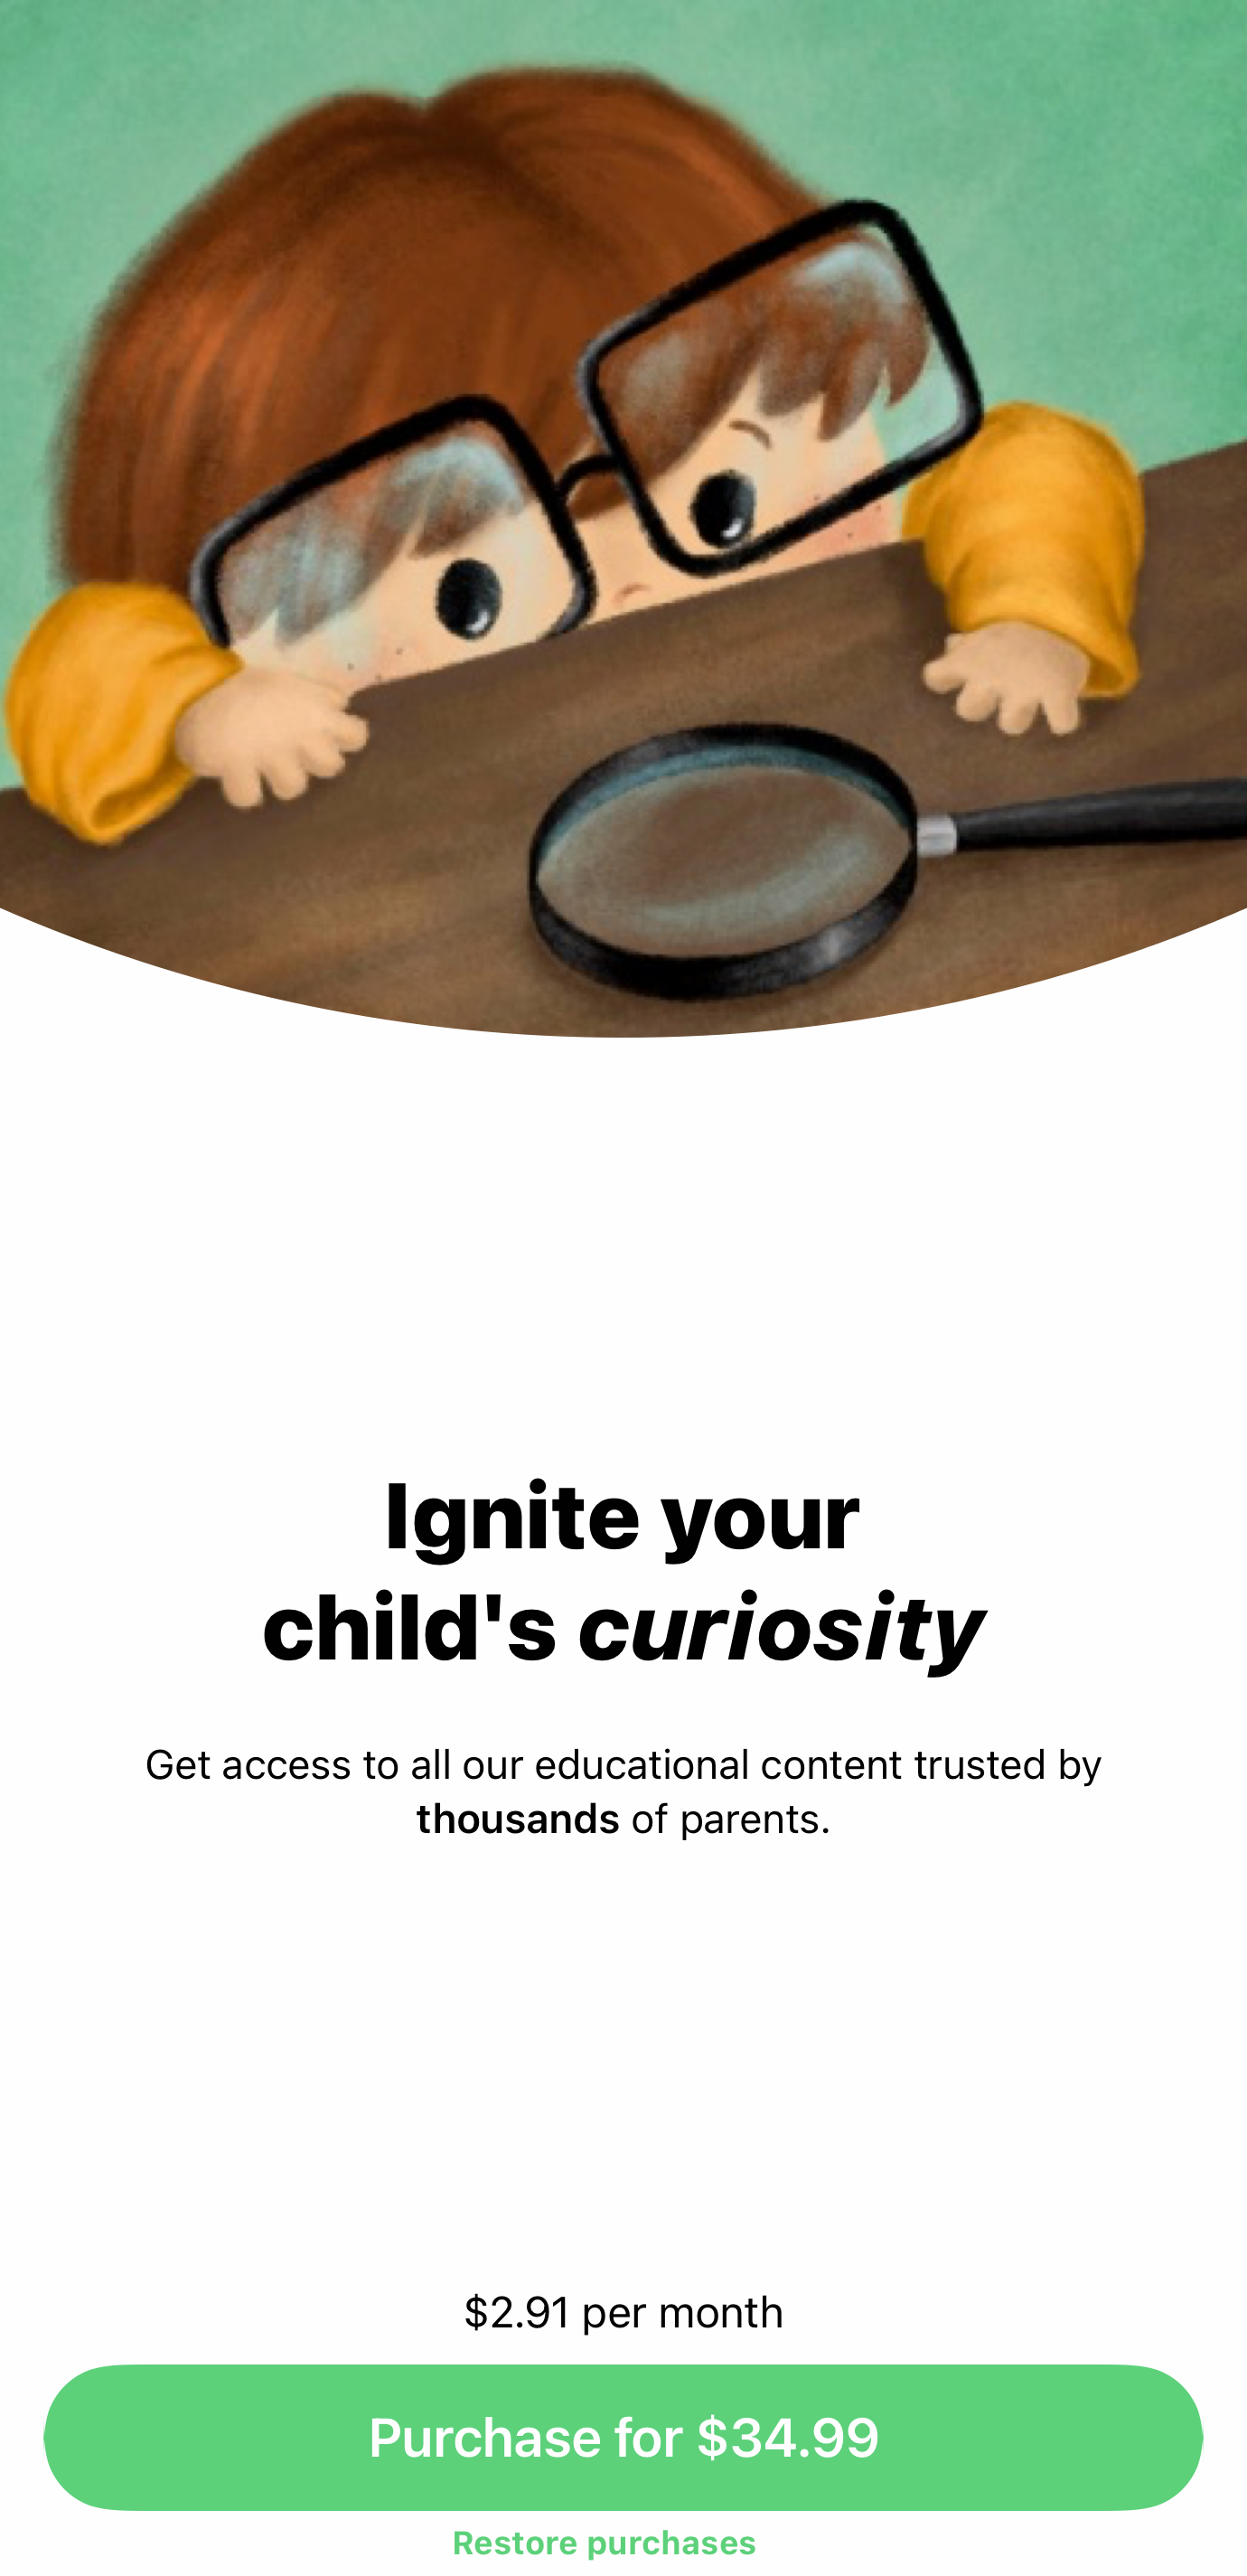 Ignite your
child's curiosity
Get access to all our educational content trusted by
thousands of parents.
$2.91 per month
Purchase for $34.99
Restore purchases